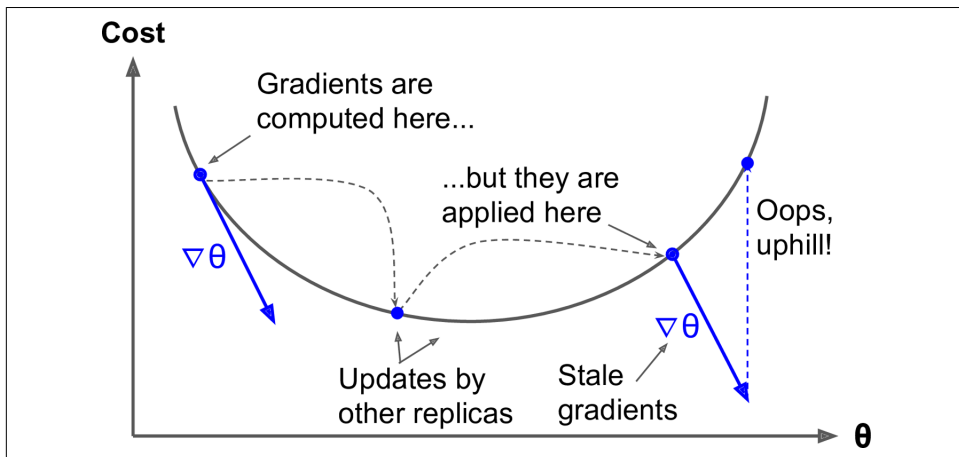 Cost
Gradients are
computed here...
...but they are
applied here
Oops,
uphill!
∇θ
∇θ
Updates by
other replicas
Stale
gradients
θ